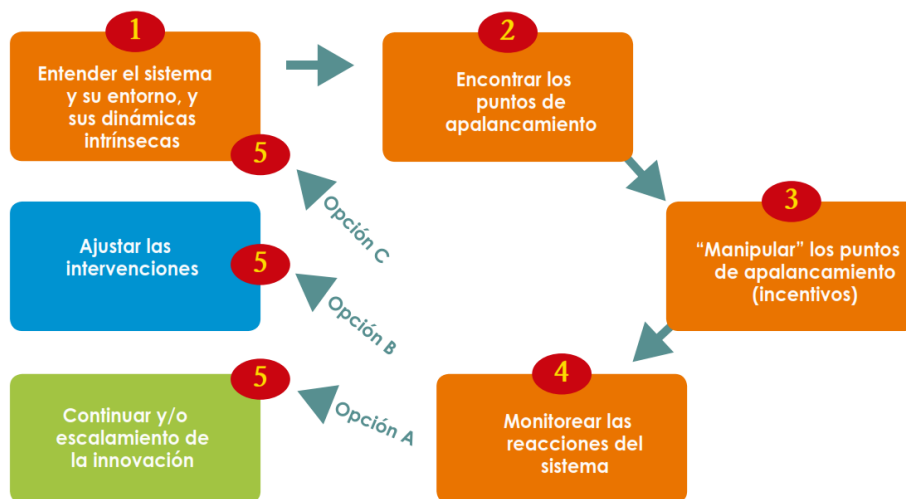 1
Entender el sistema
y su entorno, y
sus dinámicas
intrínsecas
2
Encontrar los
puntos de
apalancamiento
3
“Manipular” los puntos
de apalancamiento
(incentivos)
4
Monitorear las
reacciones del
sistema
Opción C
5
Opción B
5
Ajustar las
intervenciones
Opción A
5
Continuar y/o
escalamiento de
la innovación